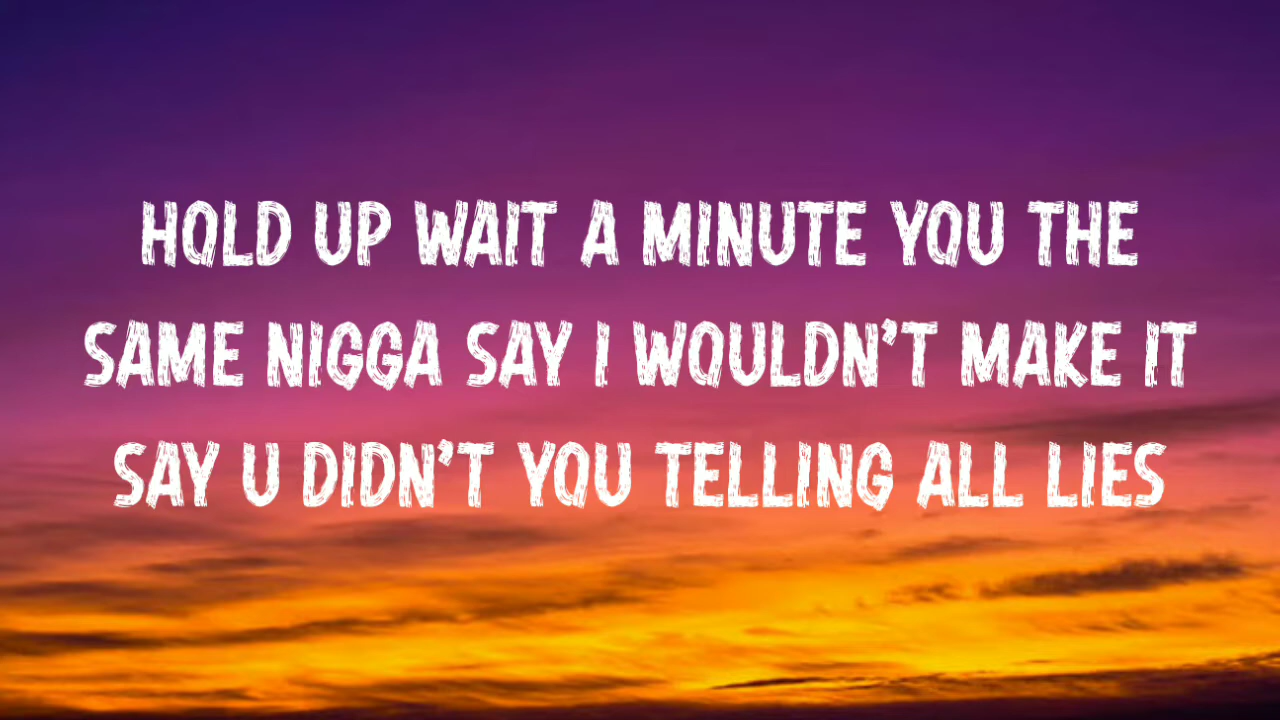 HOLD UP WAIT A MINUTE YOU THE
SAME NIGGA SAY I WOULDN'T MAKE IT
SAY U DIDN'T YOU TELLING ALL LIES